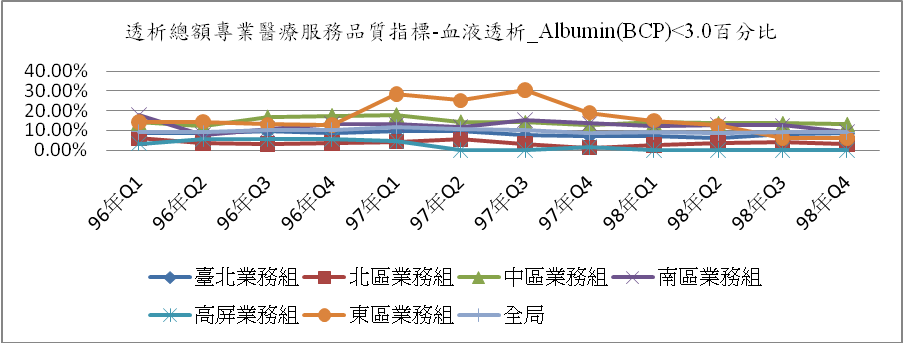 透析總額專業醫療服務品質指標-血液透析_Albumin(BCP)<3.0百分比
40.00%
30.00%
20.00%
10.00%
0.00%
96年Q1 96年Q2 96年Q3 96年Q4 97年Q1 97年Q2 97年Q3 97年Q4 98年Q1 98年Q2 98年Q3 98年Q4
臺北業務組 北區業務組 中區業務組 南區業務組
高屏業務組 東區業務組 全局